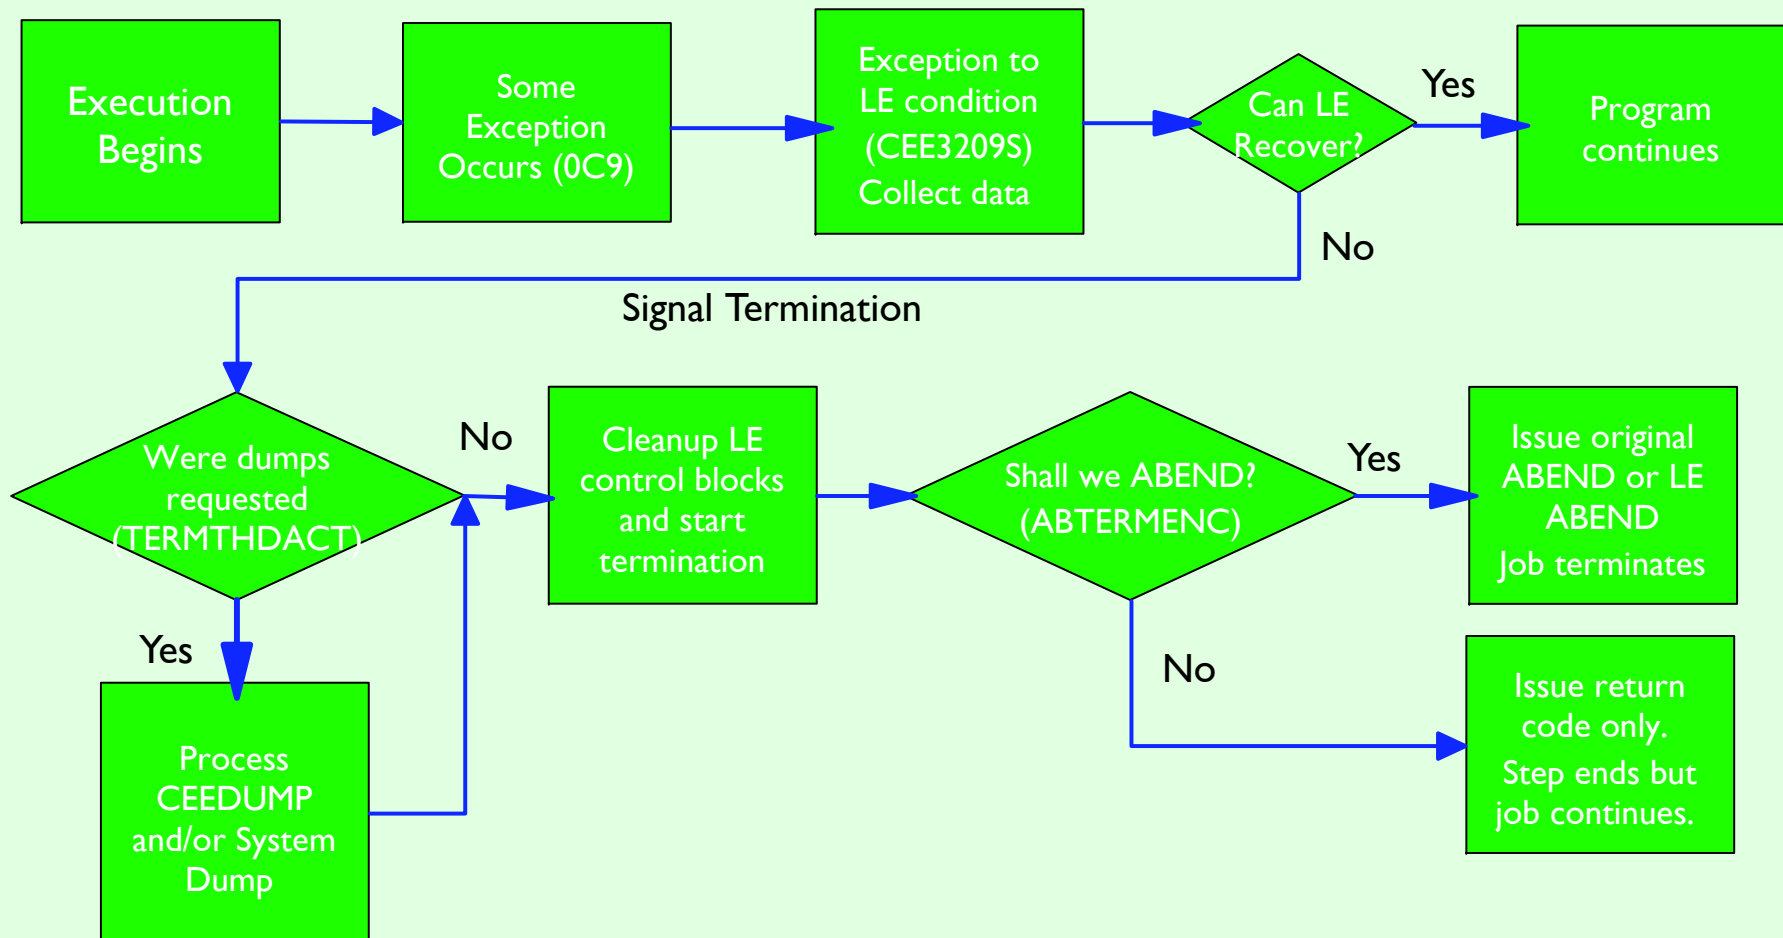 Execution
Begins
Some
Exception
Occurs (0C9)
Exception to
LE condition
(CEE3209S)
Collect data
Can LE
Recover?
Yes
Program
continues
No
Signal Termination
Were dumps
requested
(TERMTHDACT)
No
Yes
Process
CEEDUMP
and/or System
Dump
Cleanup LE
control blocks
and start
termination
Shall we ABEND?
(ABTERMENC)
Yes
Issue original
ABEND or LE
ABEND
Job terminates
No
Issue return
code only.
Step ends but
job continues.